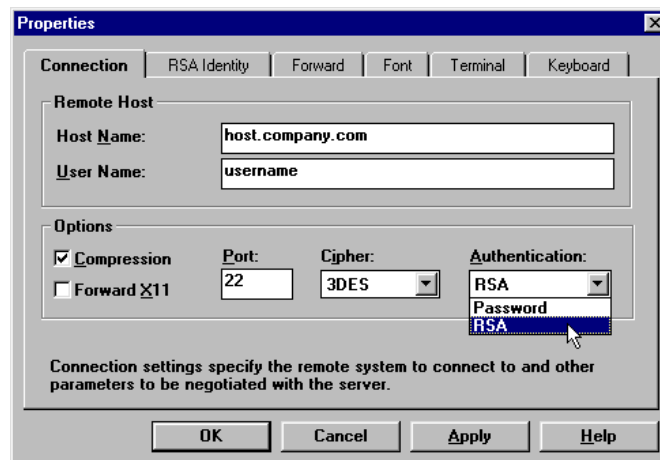 Properties
Connection RSA Identity Forward Font Terminal Keyboard
Remote Host
Host Name: host.company.com
User Name: username
Options
Compression Port: Cipher: Authentication:
Forward X11 22 3DES RSA
Password
RSA
Connection settings specify the remote system to connect to and other
parameters to be negotiated with the server.
OK Cancel Apply Help